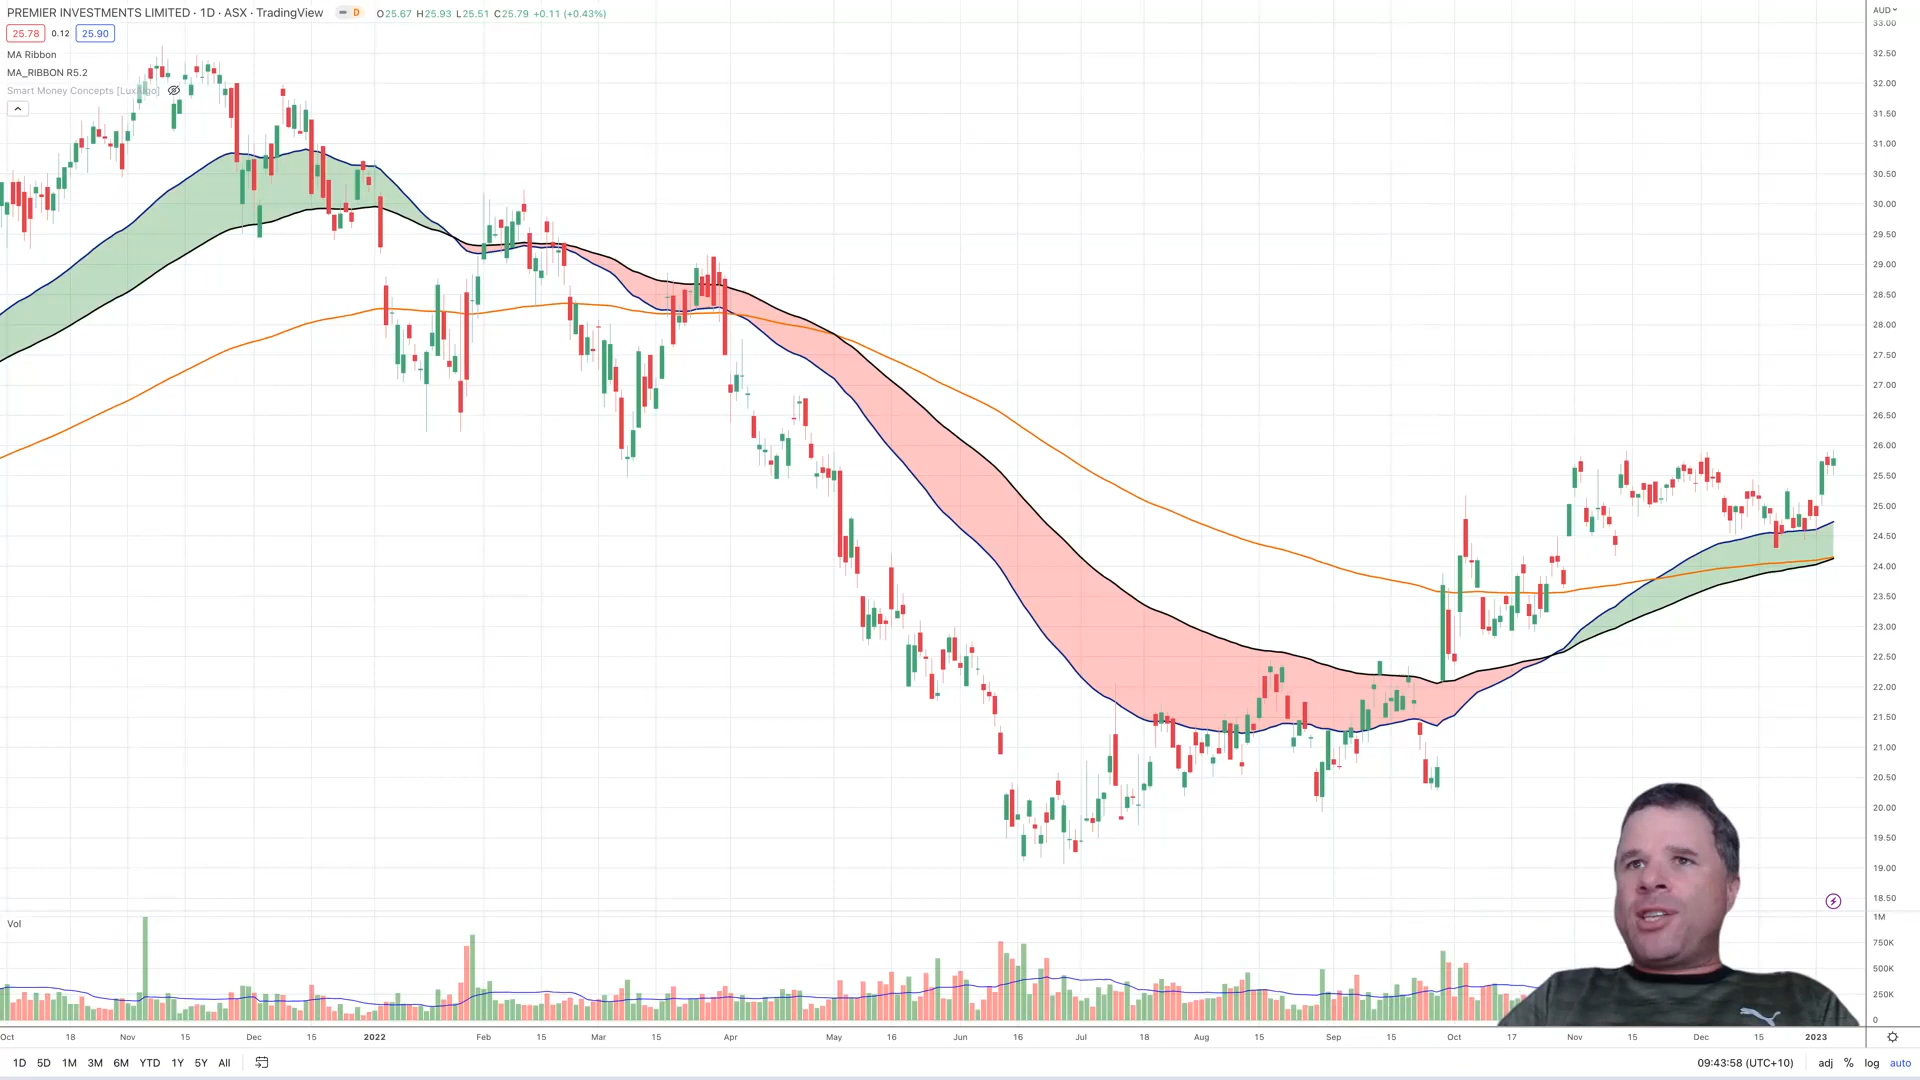 PREMIER INVESTMENTS LIMITED · 1D · ASX · TradingView D O25.67 H25.93 L25.51 C25.79 +0.11 (+0.43%)
25.78 0.12 25.90
MA Ribbon
MA_RIBBON R5.2
Smart Money Concepts [LuxAlgo]
AUD
33.00
32.50
32.00
31.50
31.00
30.50
30.00
29.50
29.00
28.50
28.00
27.50
27.00
26.50
26.00
25.50
25.00
24.50
24.00
23.50
23.00
22.50
22.00
21.50
21.00
20.50
20.00
19.50
19.00
18.50
Vol
1M
750K
500K
250K
0
Oct 18 Nov 15 Dec 15 2022 Feb 15 Mar 15 Apr May 16 Jun 16 Jul 18 Aug 15 Sep 15 Oct 17 Nov 15 Dec 15 2023
1D 5D 1M 3M 6M YTD 1Y 5Y All 09:43:58 (UTC+10) adj % log auto